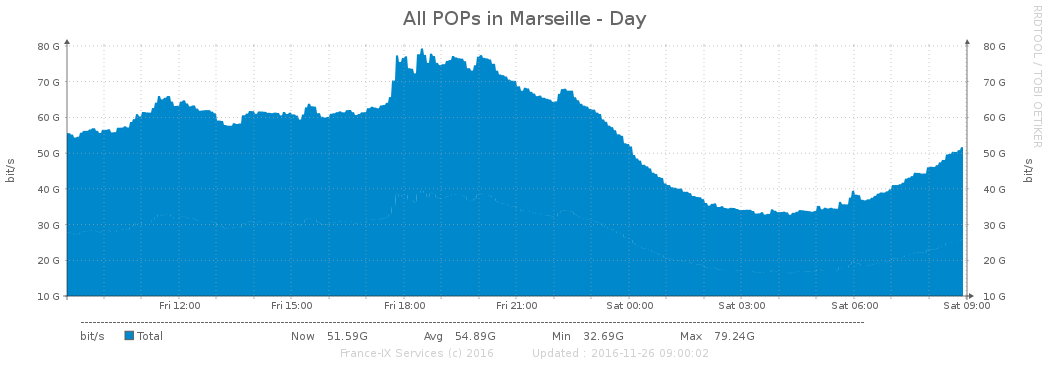 All POPs in Marseille - Day
RRDTOOL / TOBI OETIKER
80 G 80 G
70 G 70 G
60 G 60 G
50 G 50 G
40 G 40 G
30 G 30 G
20 G 20 G
10 G 10 G
bit/s bit/s
Fri 12:00 Fri 15:00 Fri 18:00 Fri 21:00 Sat 00:00 Sat 03:00 Sat 06:00 Sat 09:00
bit/s Total Now 51.59G Avg 54.89G Min 32.69G Max 79.24G
France-IX Services (c) 2016 Updated : 2016-11-26 09:00:02